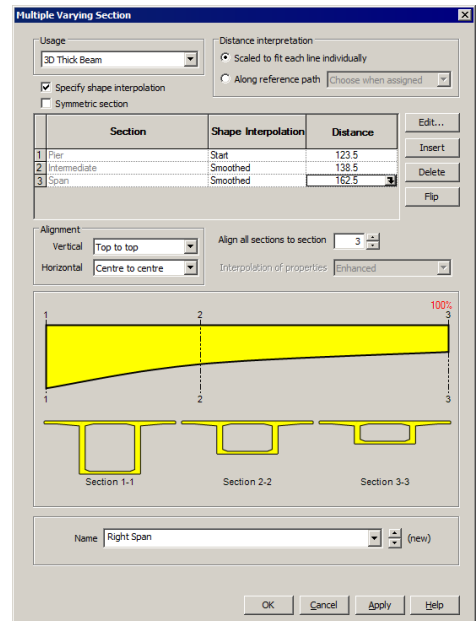 Multiple Varying Section
Usage
3D Thick Beam
Distance interpretation
Scaled to fit each line individually
Along reference path Choose when assigned
Specify shape interpolation
Symmetric section
Section Shape Interpolation Distance
1 Pier Start 123.5
2 Intermediate Smoothed 138.5
3 Span Smoothed 162.5
Edit...
Insert
Delete
Flip
Alignment
Vertical Top to top
Horizontal Centre to centre
Align all sections to section 3
Interpolation of properties Enhanced
100%
1 2 3
1 2 3
Section 1-1 Section 2-2 Section 3-3
Name Right Span (new)
OK Cancel Apply Help